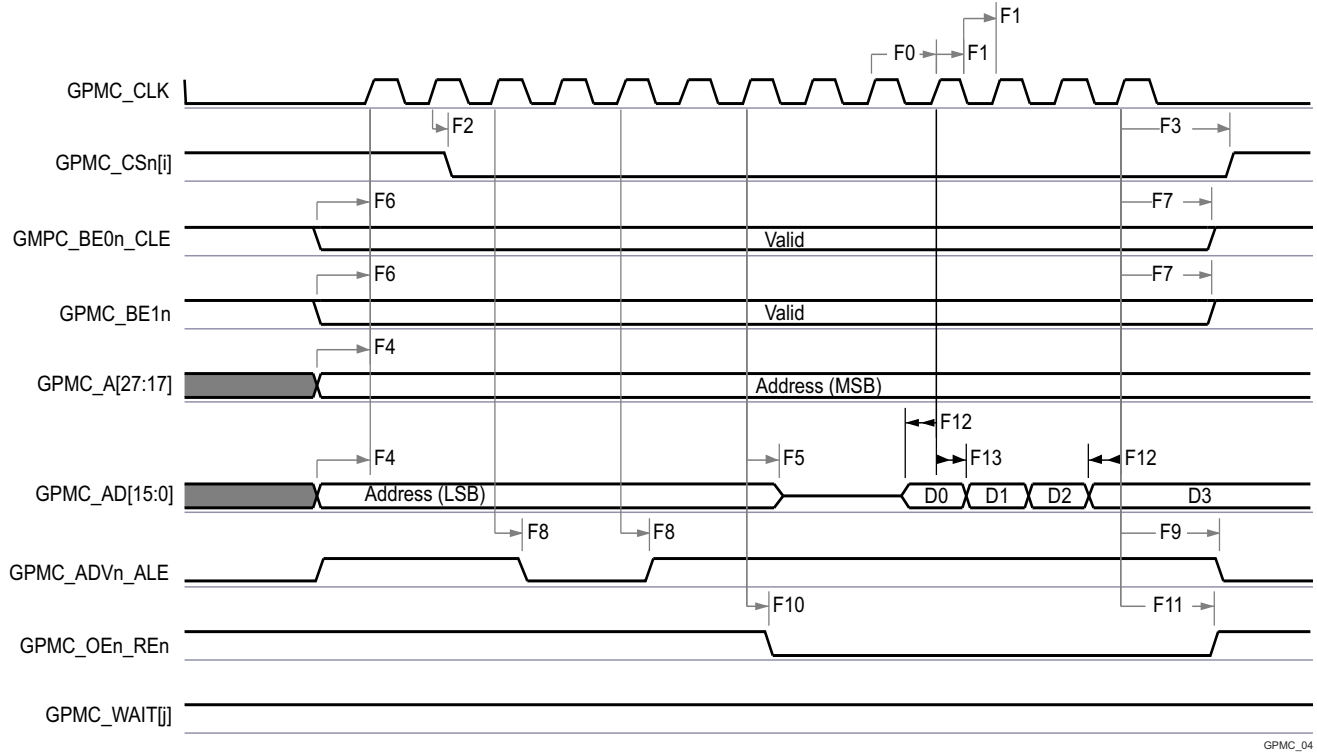 F1
F0 F1
GPMC_CLK
F2 F3
GPMC_CSn[i]
F6 F7
GMPC_BE0n_CLE Valid
F6 F7
GPMC_BE1n Valid
F4
GPMC_A[27:17] Address (MSB)
F12
F4 F5 F13 F12
GPMC_AD[15:0] Address (LSB) D0 D1 D2 D3
F8 F8 F9
GPMC_ADVn_ALE
F10 F11
GPMC_OEn_REn
GPMC_WAIT[j]
GPMC_04